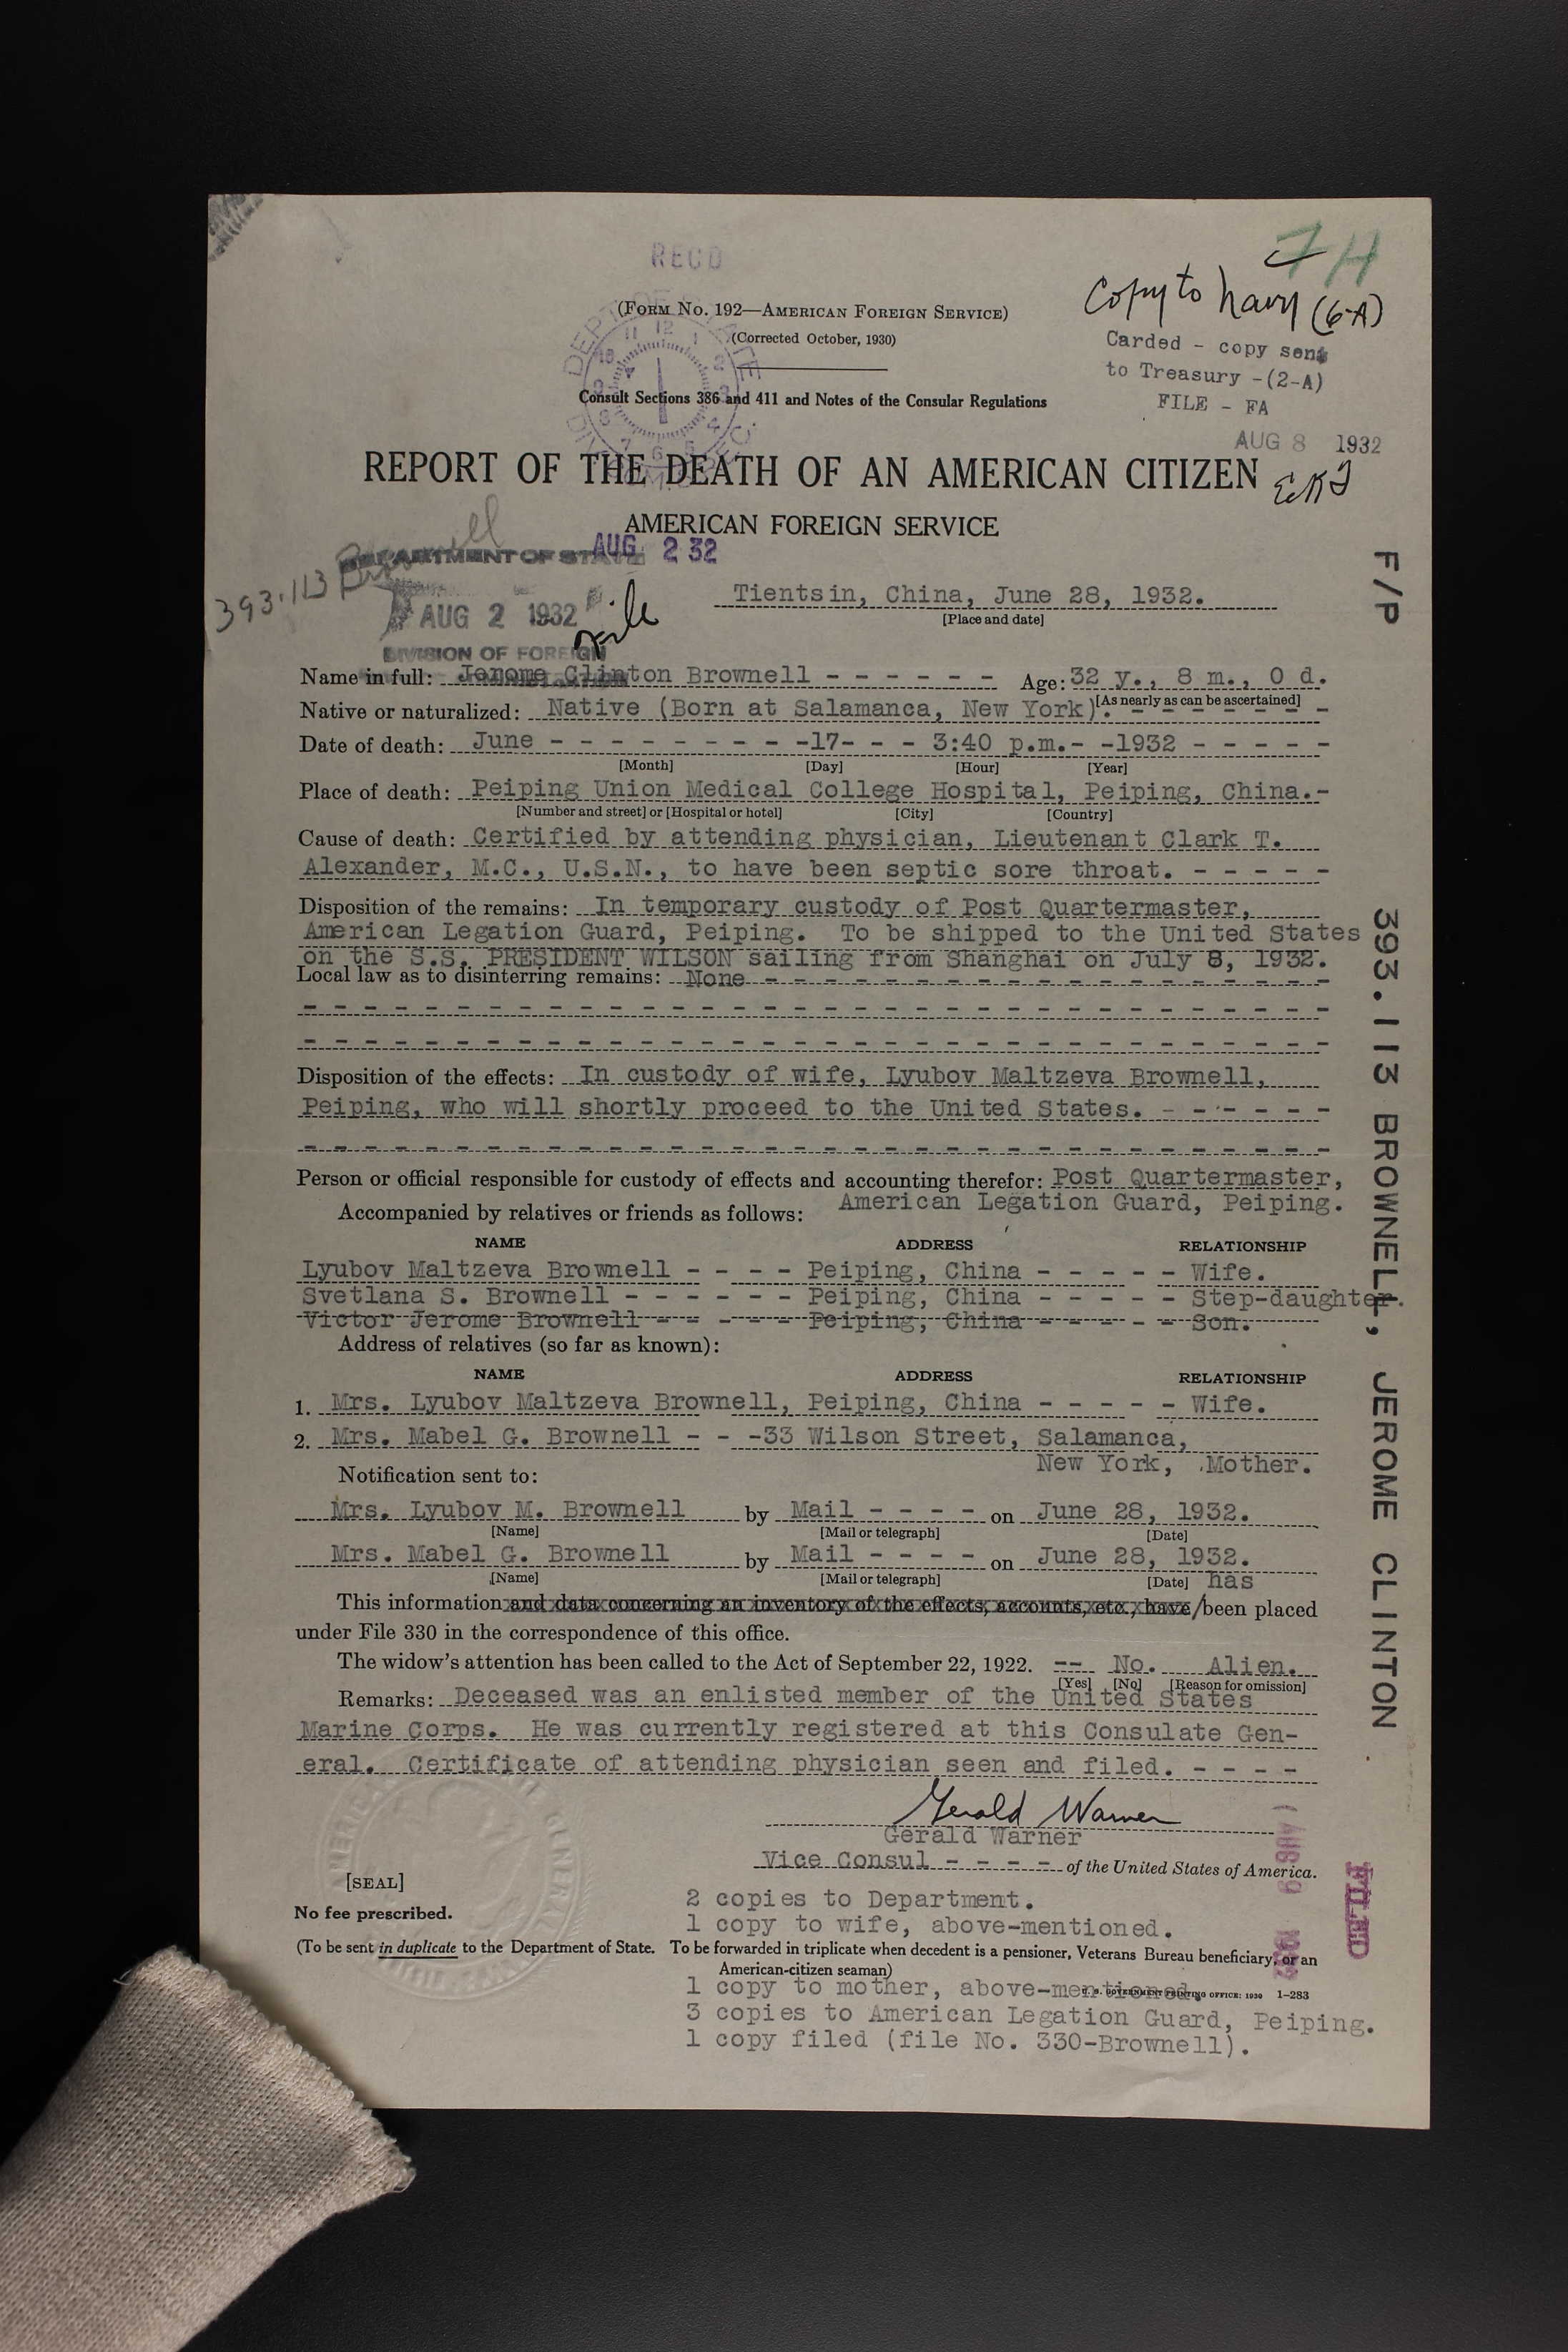 RECD
7 H
(FORM No. 192—AMERICAN FOREIGN SERVICE)
Copy to Navy (6-A)
(Corrected October, 1930)
Carded - copy sent
to Treasury -(2-A)
FILE - FA
Consult Sections 386 and 411 and Notes of the Consular Regulations
AUG 8 1932
REPORT OF THE DEATH OF AN AMERICAN CITIZEN
AMERICAN FOREIGN SERVICE
DEPARTMENT OF STATE
AUG 2 32
393.113 Brownell
AUG 2 1932
file
DIVISION OF FOREIGN
Tientsin, China, June 28, 1932.
[Place and date]
Name in full: Jerome Clinton Brownell - - - - - - Age: 32 y., 8 m., 0 d.
[As nearly as can be ascertained]
Native or naturalized: Native (Born at Salamanca, New York). - - - - - - -
Date of death: June - - - - - - - - -17- - - 3:40 p.m.- -1932 - - - - -
[Month] [Day] [Hour] [Year]
Place of death: Peiping Union Medical College Hospital, Peiping, China.-
[Number and street] or [Hospital or hotel] [City] [Country]
Cause of death: Certified by attending physician, Lieutenant Clark T.
Alexander, M.C., U.S.N., to have been septic sore throat. - - - - -
Disposition of the remains: In temporary custody of Post Quartermaster,
American Legation Guard, Peiping. To be shipped to the United States
on the S.S. PRESIDENT WILSON sailing from Shanghai on July 8, 1932.
Local law as to disinterring remains: None - - - - - - - - - - - - - - - - - - -
Disposition of the effects: In custody of wife, Lyubov Maltzeva Brownell,
Peiping, who will shortly proceed to the United States. - - - - - -
Person or official responsible for custody of effects and accounting therefor: Post Quartermaster,
American Legation Guard, Peiping.
Accompanied by relatives or friends as follows:
NAME ADDRESS RELATIONSHIP
Lyubov Maltzeva Brownell - - - - Peiping, China - - - - - Wife.
Svetlana S. Brownell - - - - - - Peiping, China - - - - - Step-daughter.
Victor Jerome Brownell - - - - - Peiping, China - - - - - Son.
Address of relatives (so far as known):
NAME ADDRESS RELATIONSHIP
1. Mrs. Lyubov Maltzeva Brownell, Peiping, China - - - - - Wife.
2. Mrs. Mabel G. Brownell - - -33 Wilson Street, Salamanca,
New York, Mother.
Notification sent to:
Mrs. Lyubov M. Brownell by Mail - - - - on June 28, 1932.
[Name] [Mail or telegraph] [Date]
Mrs. Mabel G. Brownell by Mail - - - - on June 28, 1932.
[Name] [Mail or telegraph] [Date] has
This information and data concerning an inventory of the effects, accounts, etc., have/been placed
under File 330 in the correspondence of this office.
The widow's attention has been called to the Act of September 22, 1922. -- No. Alien.
[Yes] [No] [Reason for omission]
Remarks: Deceased was an enlisted member of the United States
Marine Corps. He was currently registered at this Consulate Gen-
eral. Certificate of attending physician seen and filed. - - - -
Gerald Warner
Gerald Warner
Vice Consul - - - - of the United States of America.
[SEAL]
2 copies to Department.
No fee prescribed.
1 copy to wife, above-mentioned.
(To be sent in duplicate to the Department of State. To be forwarded in triplicate when decedent is a pensioner, Veterans Bureau beneficiary, or an
American-citizen seaman)
1 copy to mother, above-mentioned.
U. S. GOVERNMENT PRINTING OFFICE: 1930 1-283
3 copies to American Legation Guard, Peiping.
1 copy filed (file No. 330-Brownell).
F/P 393.113 BROWNELL, JEROME CLINTON
FILED